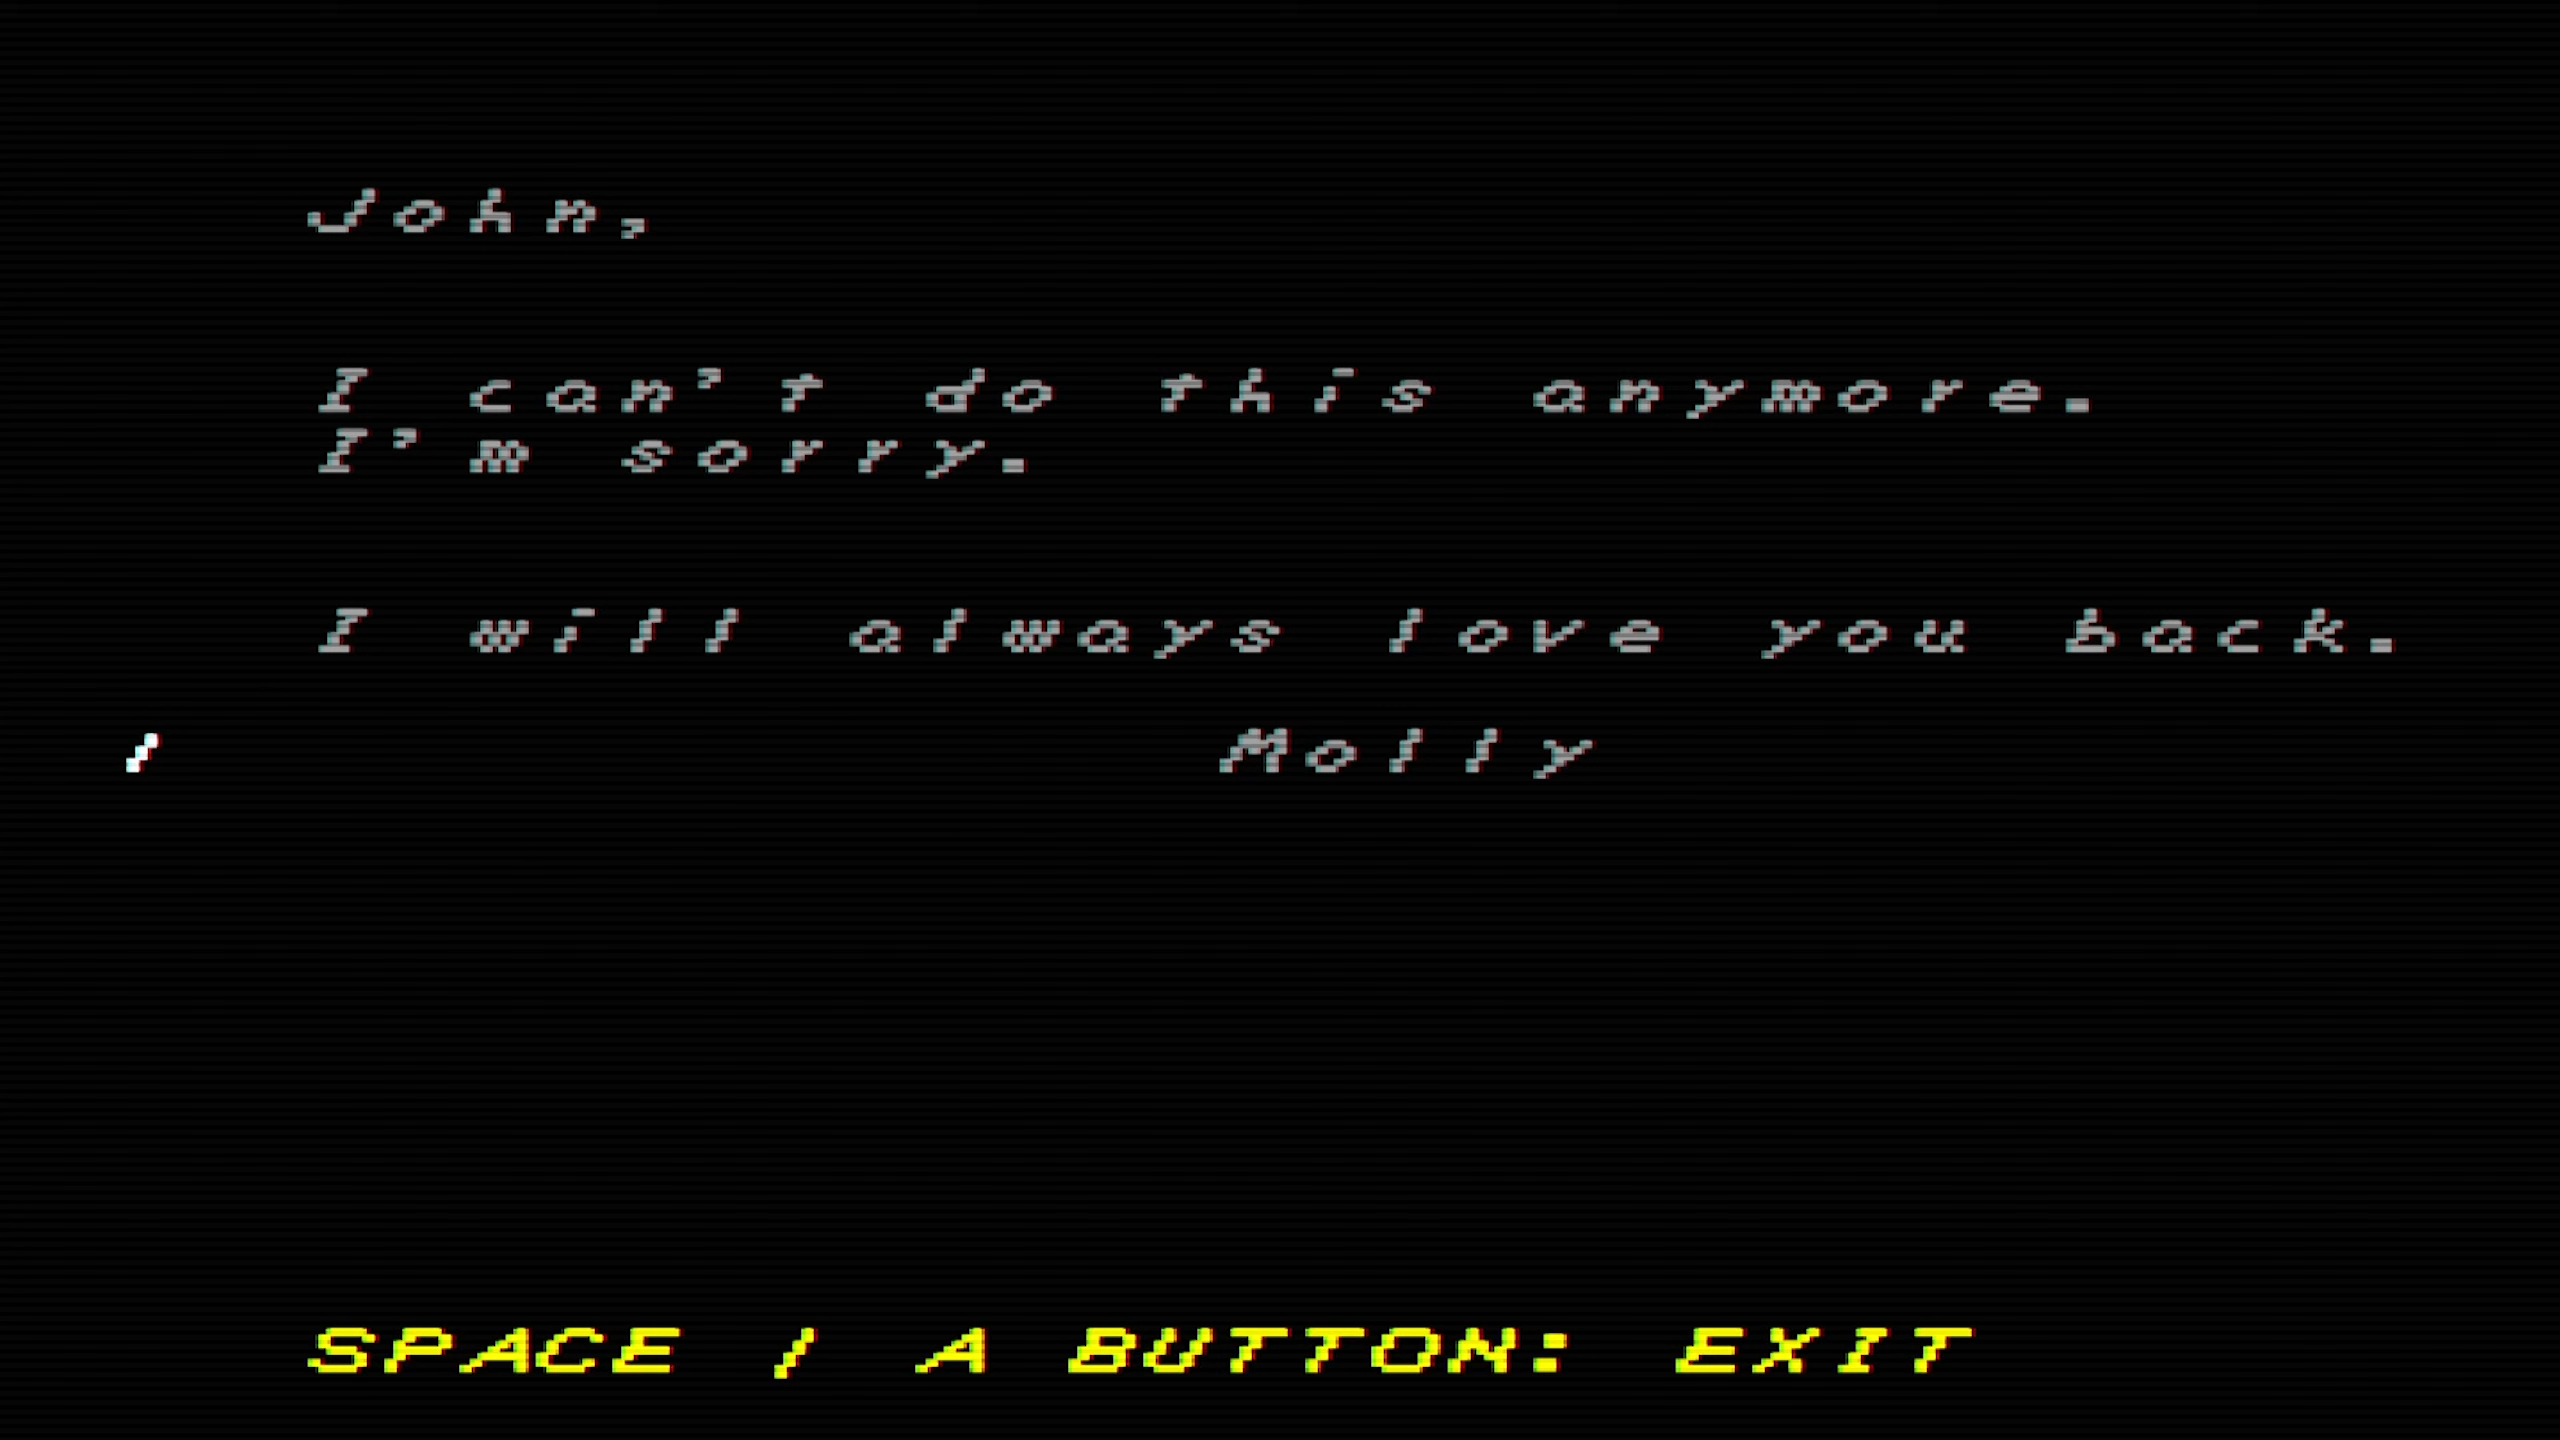 John,
I can't do this anymore.
I'm sorry.
I will always love you back.
Molly
SPACE / A BUTTON: EXIT